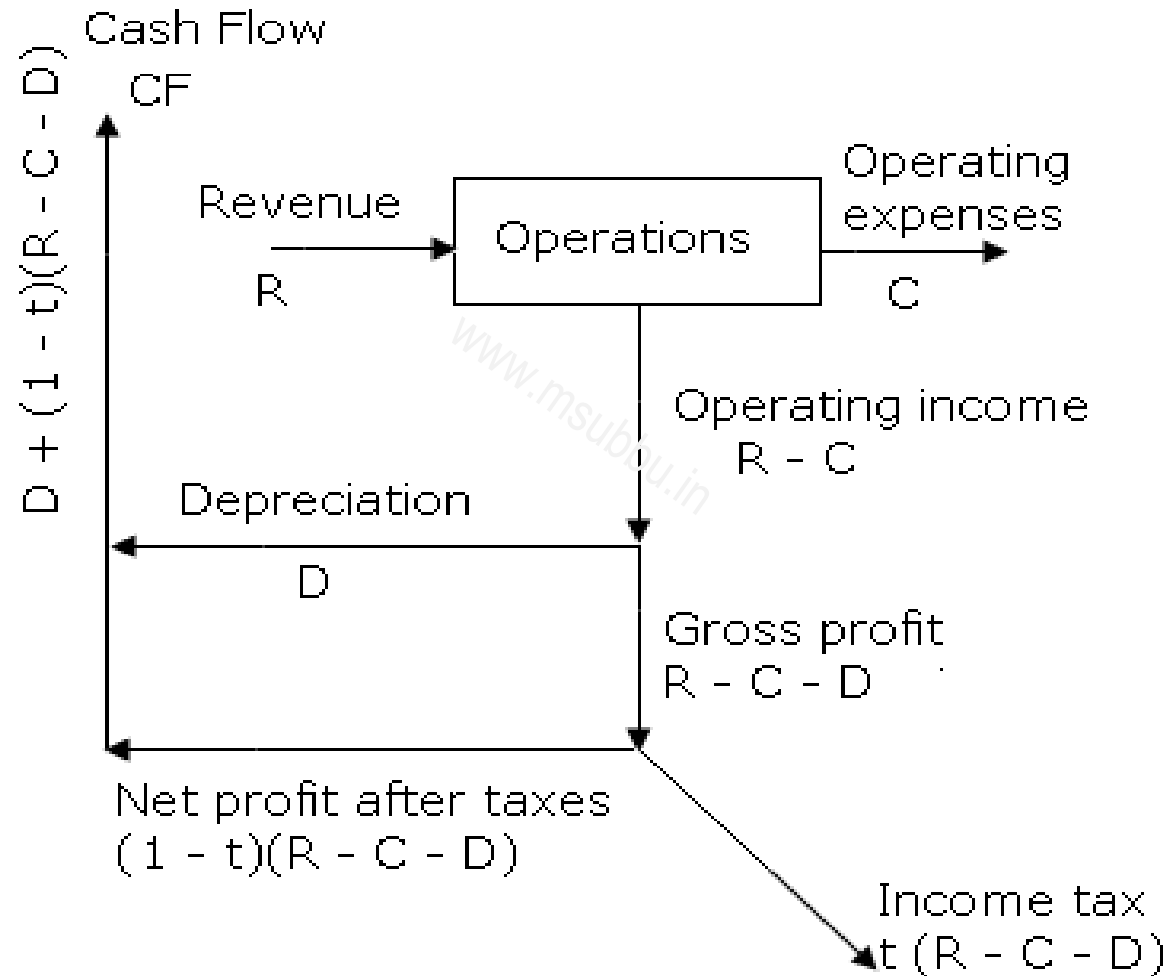 Cash Flow
CF
D + (1 - t)(R - C - D)
Revenue
R
Operations
Operating
expenses
C
www.msubbu.in
Operating income
R - C
Depreciation
D
Gross profit
R - C - D
Net profit after taxes
(1 - t)(R - C - D)
Income tax
t (R - C - D)